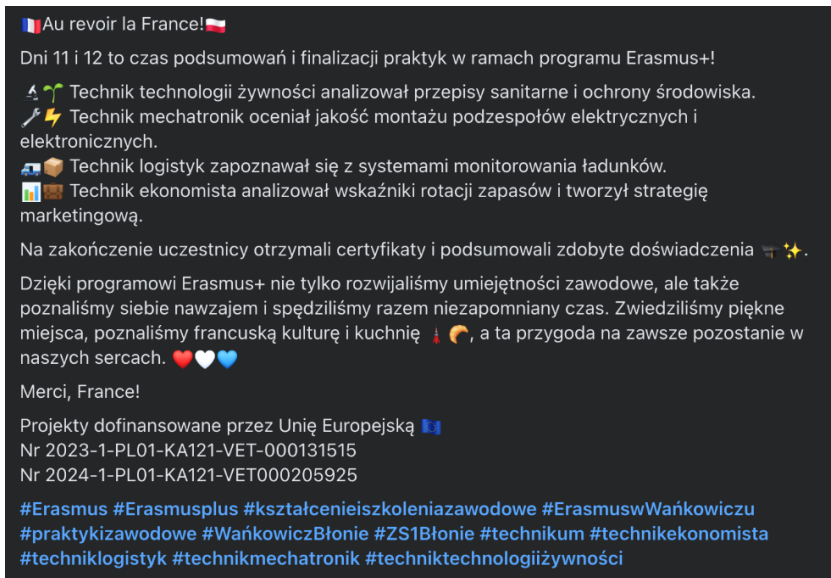 🇫🇷Au revoir la France!🇵🇱
Dni 11 i 12 to czas podsumowań i finalizacji praktyk w ramach programu Erasmus+!
🔬🌱 Technik technologii żywności analizował przepisy sanitarne i ochrony środowiska.
🔧⚡ Technik mechatronik oceniał jakość montażu podzespołów elektrycznych i
elektronicznych.
🚐📦 Technik logistyk zapoznawał się z systemami monitorowania ładunków.
📊💼 Technik ekonomista analizował wskaźniki rotacji zapasów i tworzył strategię
marketingową.
Na zakończenie uczestnicy otrzymali certyfikaty i podsumowali zdobyte doświadczenia 🎓✨.
Dzięki programowi Erasmus+ nie tylko rozwijaliśmy umiejętności zawodowe, ale także
poznaliśmy siebie nawzajem i spędziliśmy razem niezapomniany czas. Zwiedziliśmy piękne
miejsca, poznaliśmy francuską kulturę i kuchnię 🗼🥐, a ta przygoda na zawsze pozostanie w
naszych sercach. ❤️🤍💙
Merci, France!
Projekty dofinansowane przez Unię Europejską 🇪🇺
Nr 2023-1-PL01-KA121-VET-000131515
Nr 2024-1-PL01-KA121-VET000205925
#Erasmus #Erasmusplus #kształcenieiszkoleniazawodowe #ErasmuswWańkowiczu
#praktykizawodowe #WańkowiczBłonie #ZS1Błonie #technikum #technikekonomista
#techniklogistyk #technikmechatronik #techniktechnologiiżywności